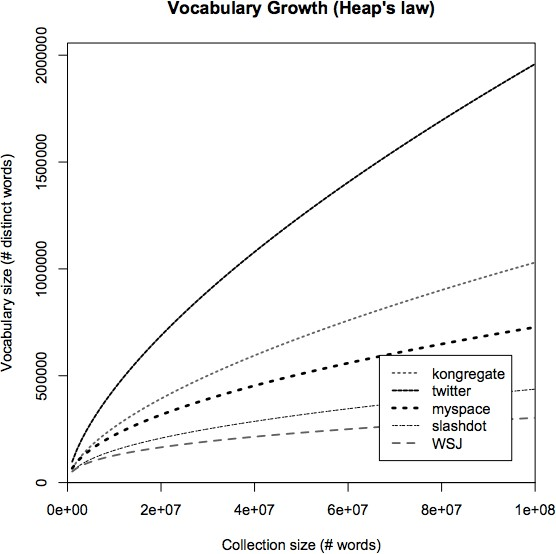 Vocabulary Growth (Heap's law)
Vocabulary size (# distinct words)
2000000
1500000
1000000
500000
0
kongregate
twitter
myspace
slashdot
WSJ
0e+00 2e+07 4e+07 6e+07 8e+07 1e+08
Collection size (# words)